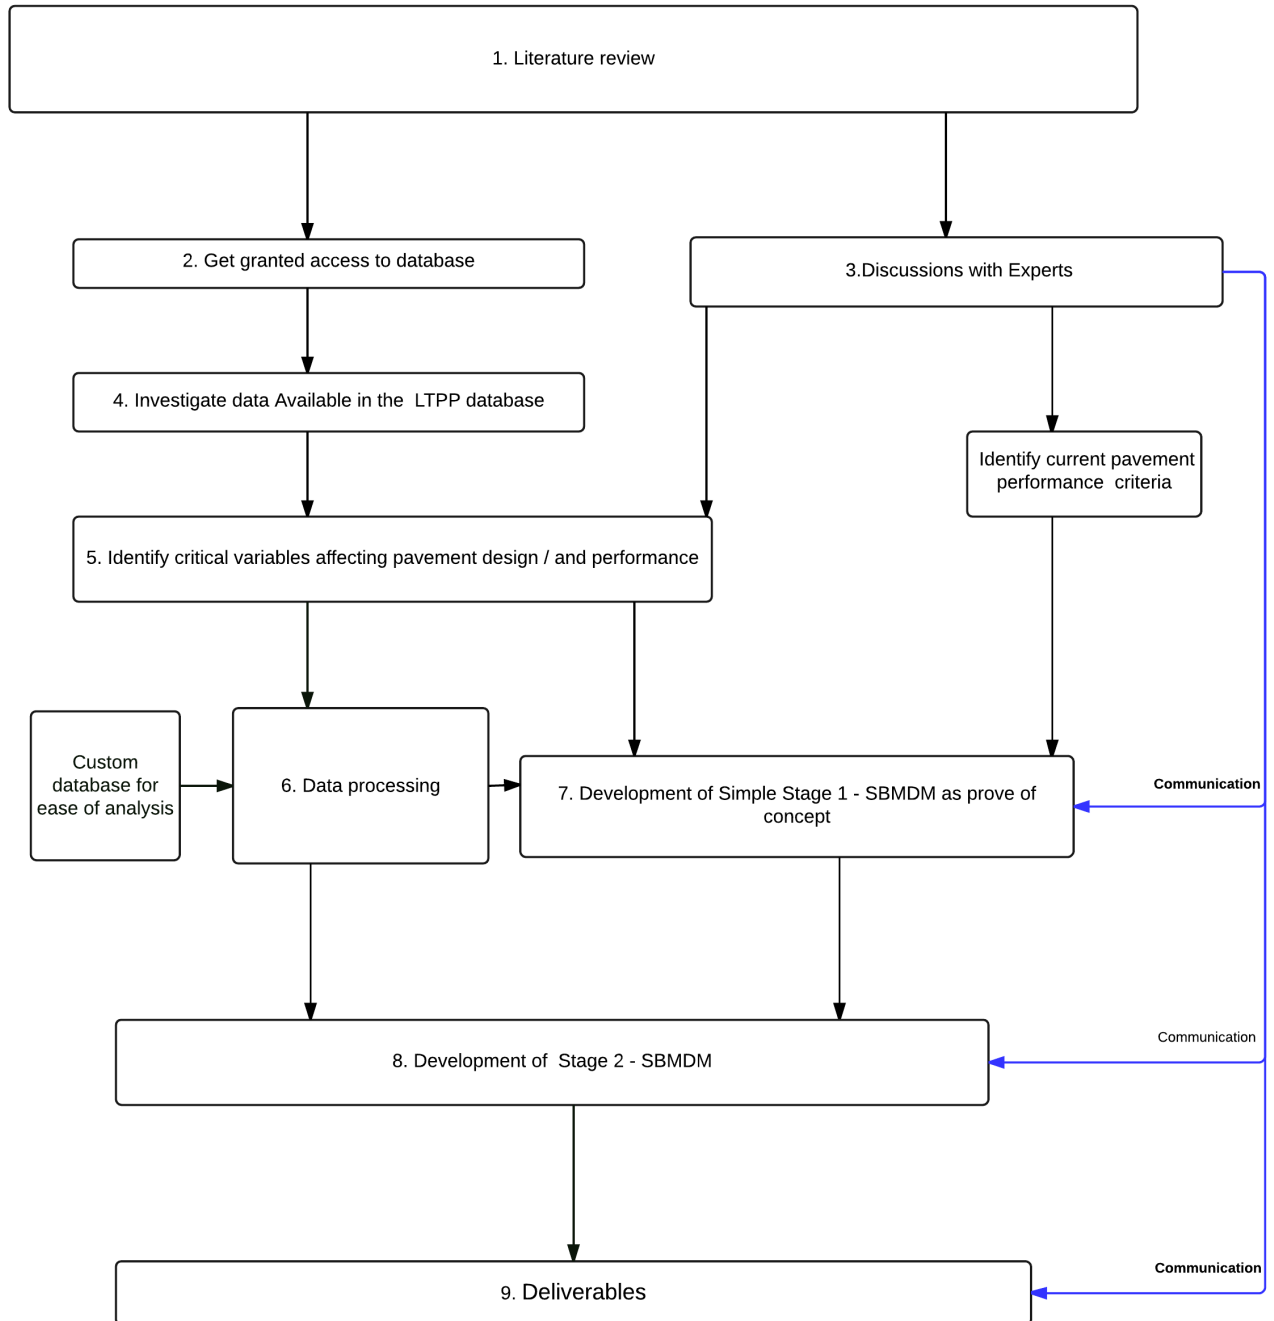 1. Literature review
2. Get granted access to database
3.Discussions with Experts
4. Investigate data Available in the  LTPP database
Identify current pavement
performance  criteria
5. Identify critical variables affecting pavement design / and performance
Custom
database for
ease of analysis
6. Data processing
7. Development of Simple Stage 1 - SBMDM as prove of
concept
Communication
8. Development of  Stage 2 - SBMDM
Communication
9. Deliverables
Communication